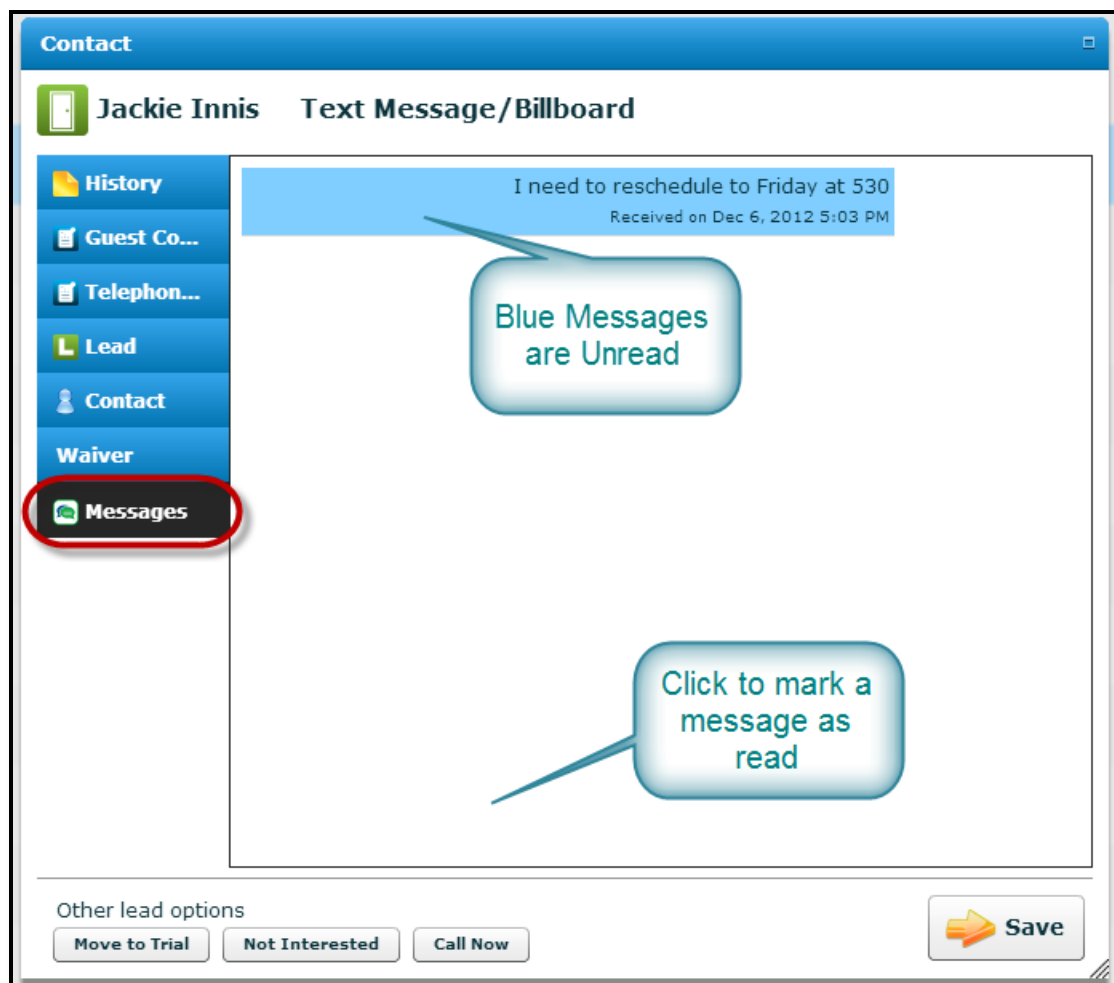 Contact
Jackie Innis Text Message/Billboard
History
Guest Co...
Telephon...
L Lead
Contact
Waiver
Messages
I need to reschedule to Friday at 530
Received on Dec 6, 2012 5:03 PM
Blue Messages
are Unread
Click to mark a
message as
read
Other lead options
Move to Trial Not Interested Call Now
Save